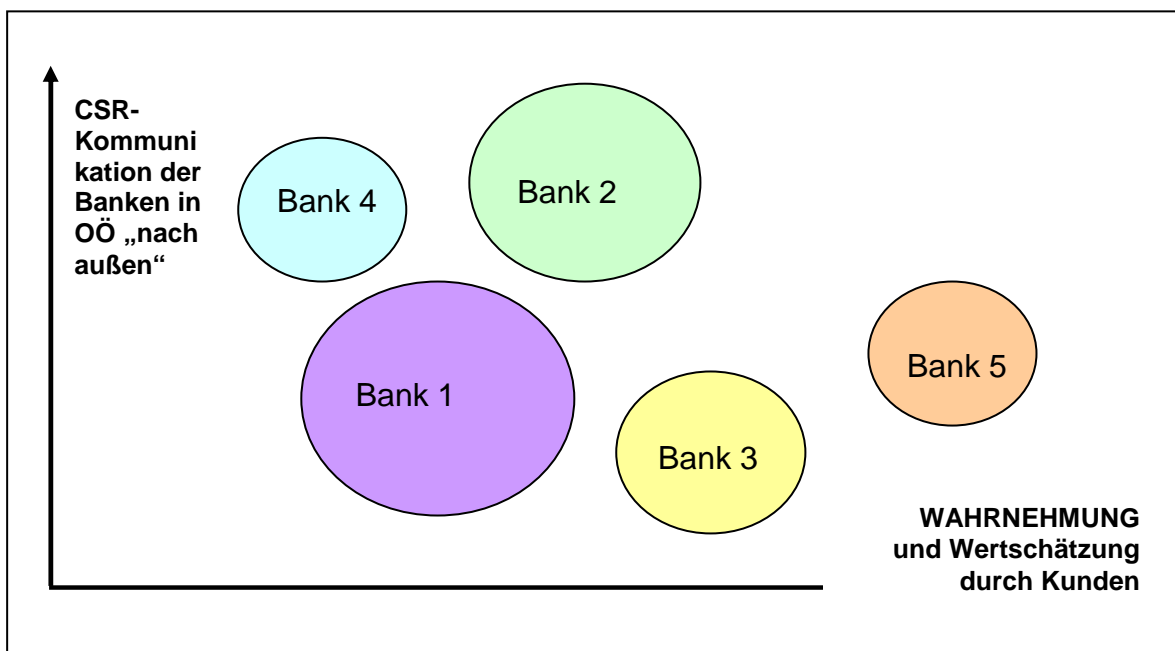 CSR-
Kommuni
kation der
Banken in
OÖ „nach
außen“
Bank 4
Bank 2
Bank 5
Bank 1
Bank 3
WAHRNEHMUNG
und Wertschätzung
durch Kunden